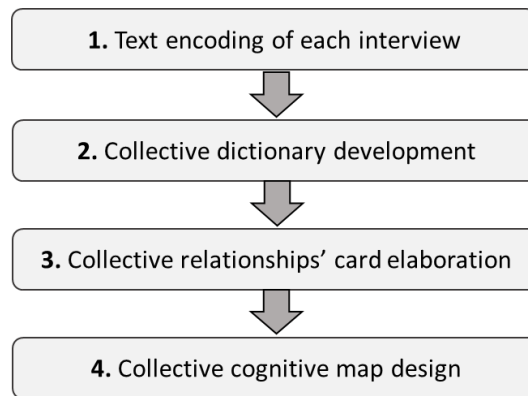 1. Text encoding of each interview
2. Collective dictionary development
3. Collective relationships’ card elaboration
4. Collective cognitive map design